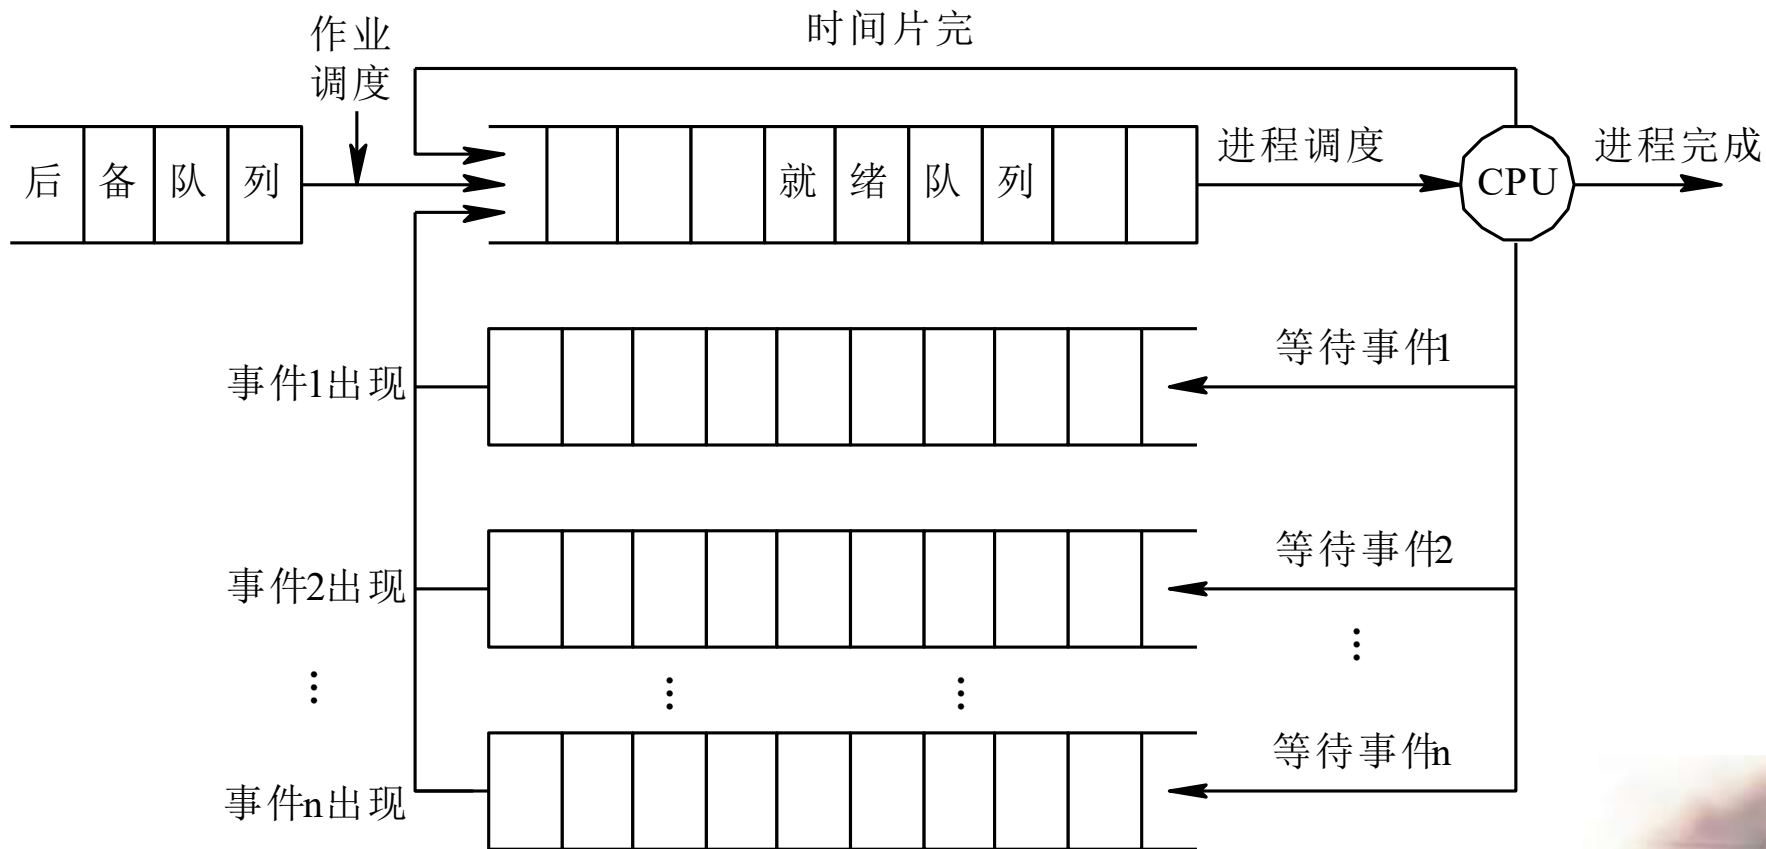 作业
调度
时间片完
后备队列
就绪队列
进程调度
CPU
进程完成
事件1出现
等待事件1
事件2出现
等待事件2
事件n出现
等待事件n